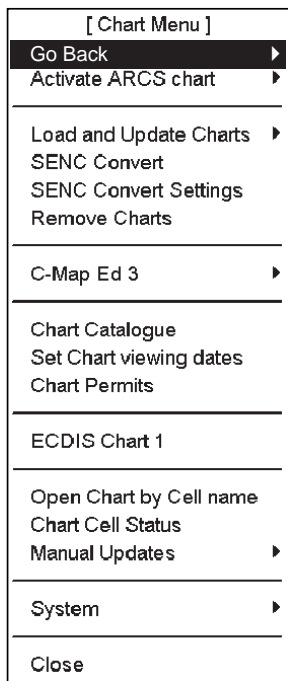 [ Chart Menu ]
Go Back
Activate ARCS chart
Load and Update Charts
SENC Convert
SENC Convert Settings
Remove Charts
C-Map Ed 3
Chart Catalogue
Set Chart viewing dates
Chart Permits
ECDIS Chart 1
Open Chart by Cell name
Chart Cell Status
Manual Updates
System
Close